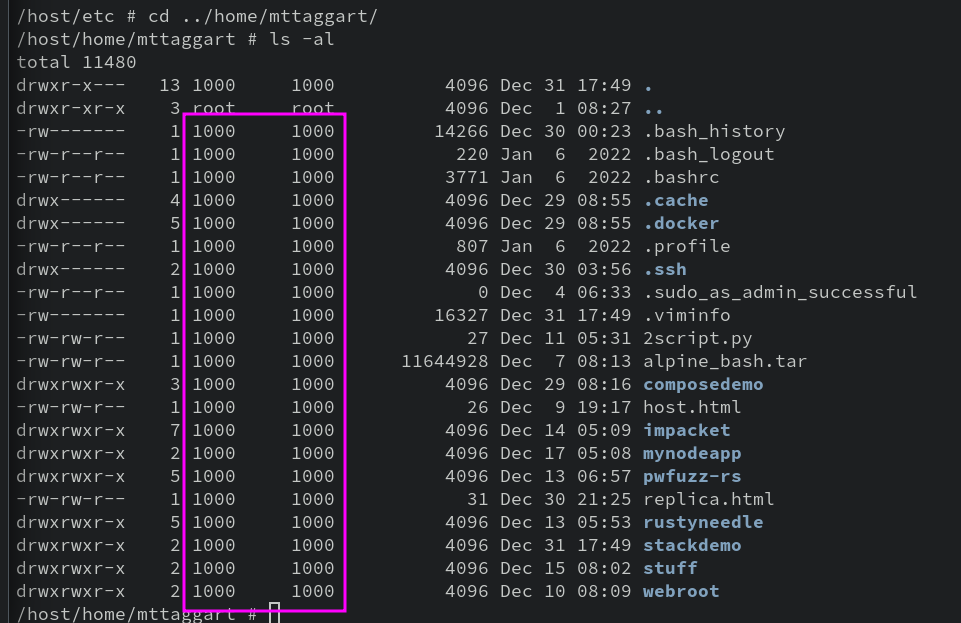 /host/etc # cd ../home/mttaggart/
/host/home/mttaggart # ls -al
total 11480
drwxr-x--- 13 1000 1000 4096 Dec 31 17:49 .
drwxr-xr-x 3 root root 4096 Dec 1 08:27 ..
-rw------- 1 1000 1000 14266 Dec 30 00:23 .bash_history
-rw-r--r-- 1 1000 1000 220 Jan 6 2022 .bash_logout
-rw-r--r-- 1 1000 1000 3771 Jan 6 2022 .bashrc
drwx------ 4 1000 1000 4096 Dec 29 08:55 .cache
drwx------ 5 1000 1000 4096 Dec 29 08:55 .docker
-rw-r--r-- 1 1000 1000 807 Jan 6 2022 .profile
drwx------ 2 1000 1000 4096 Dec 30 03:56 .ssh
-rw-r--r-- 1 1000 1000 0 Dec 4 06:33 .sudo_as_admin_successful
-rw------- 1 1000 1000 16327 Dec 31 17:49 .viminfo
-rw-rw-r-- 1 1000 1000 27 Dec 11 05:31 2script.py
-rw-rw-r-- 1 1000 1000 11644928 Dec 7 08:13 alpine_bash.tar
drwxrwxr-x 3 1000 1000 4096 Dec 29 08:16 composedemo
-rw-rw-r-- 1 1000 1000 26 Dec 9 19:17 host.html
drwxrwxr-x 7 1000 1000 4096 Dec 14 05:09 impacket
drwxrwxr-x 2 1000 1000 4096 Dec 17 05:08 mynodeapp
drwxrwxr-x 5 1000 1000 4096 Dec 13 06:57 pwfuzz-rs
-rw-rw-r-- 1 1000 1000 31 Dec 30 21:25 replica.html
drwxrwxr-x 5 1000 1000 4096 Dec 13 05:53 rustyneedle
drwxrwxr-x 2 1000 1000 4096 Dec 31 17:49 stackdemo
drwxrwxr-x 2 1000 1000 4096 Dec 15 08:02 stuff
drwxrwxr-x 2 1000 1000 4096 Dec 10 08:09 webroot
/host/home/mttaggart #